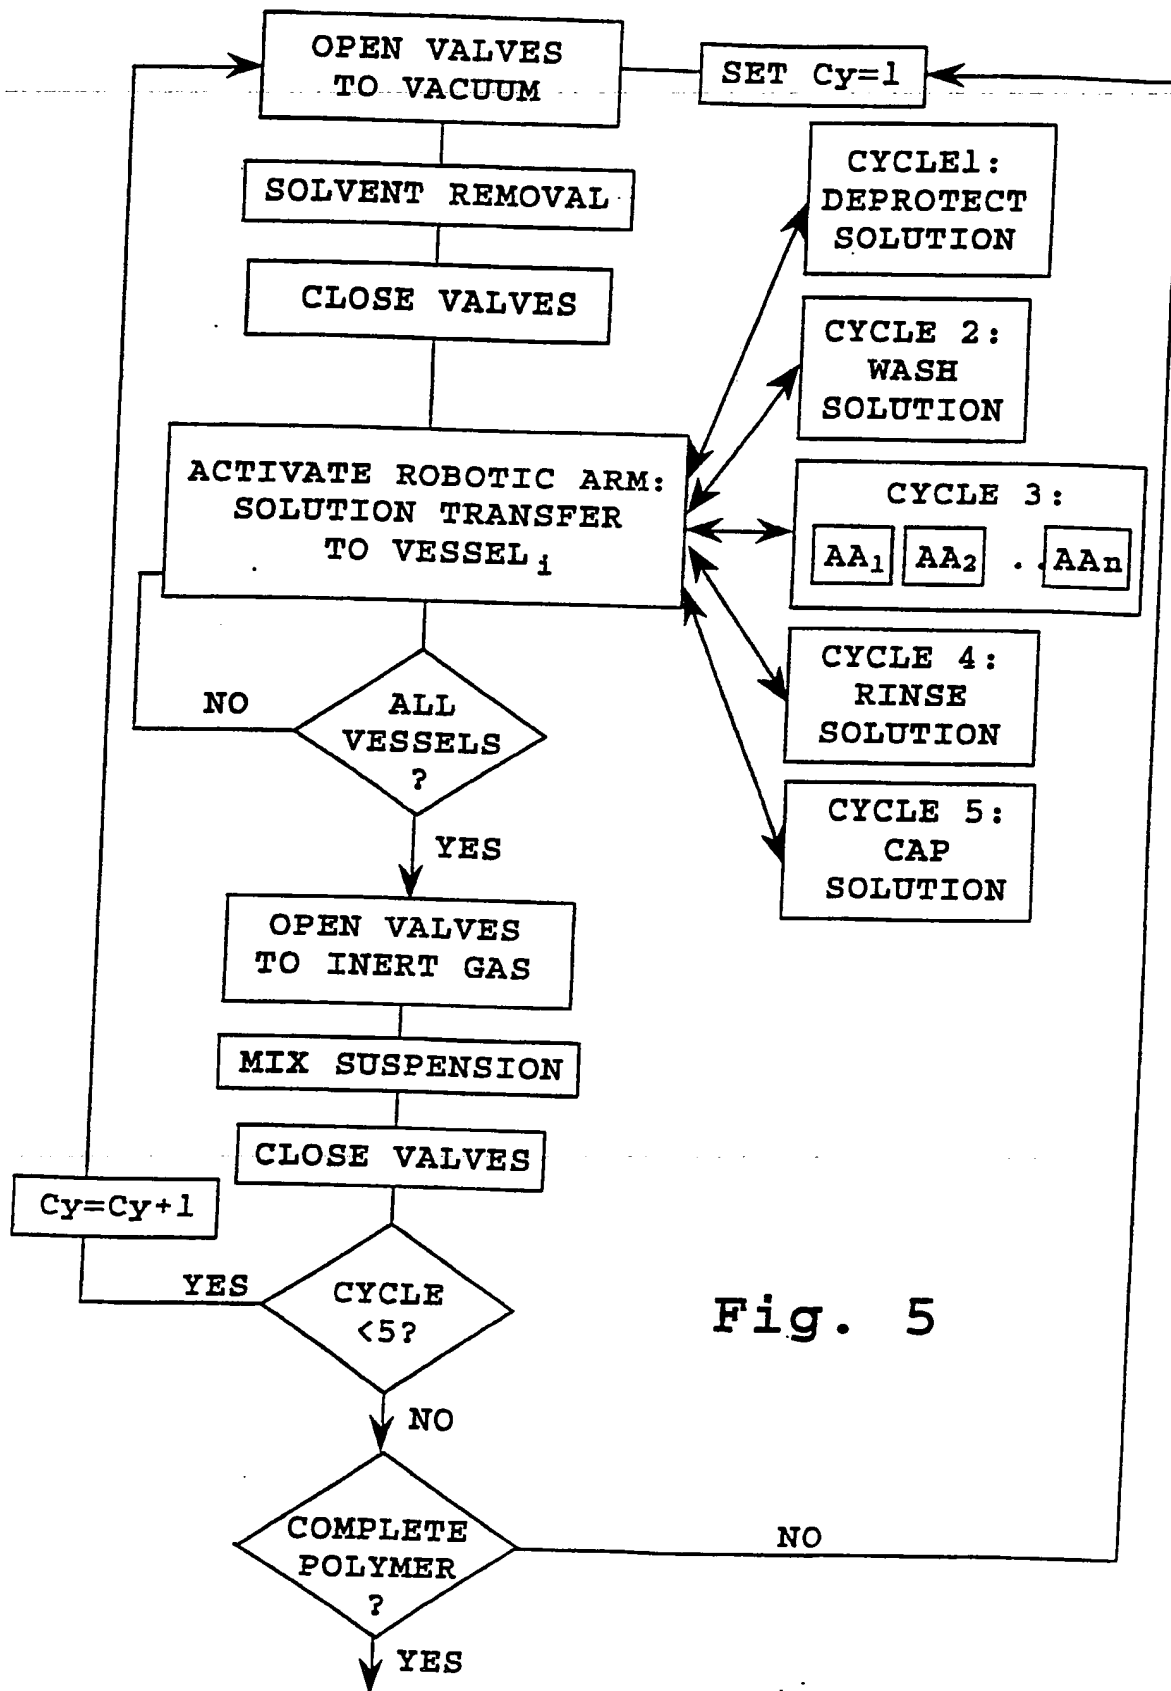 OPEN VALVES
TO VACUUM
SET Cy=1
SOLVENT REMOVAL
CLOSE VALVES
CYCLE1:
DEPROTECT
SOLUTION
CYCLE 2:
WASH
SOLUTION
ACTIVATE ROBOTIC ARM:
SOLUTION TRANSFER
TO VESSEL i
CYCLE 3:
AA1 AA2 .. AAn
CYCLE 4:
RINSE
SOLUTION
NO
ALL
VESSELS
?
CYCLE 5:
CAP
SOLUTION
YES
OPEN VALVES
TO INERT GAS
MIX SUSPENSION
CLOSE VALVES
Cy=Cy+1
YES
CYCLE
<5?
Fig. 5
NO
COMPLETE
POLYMER
?
NO
YES